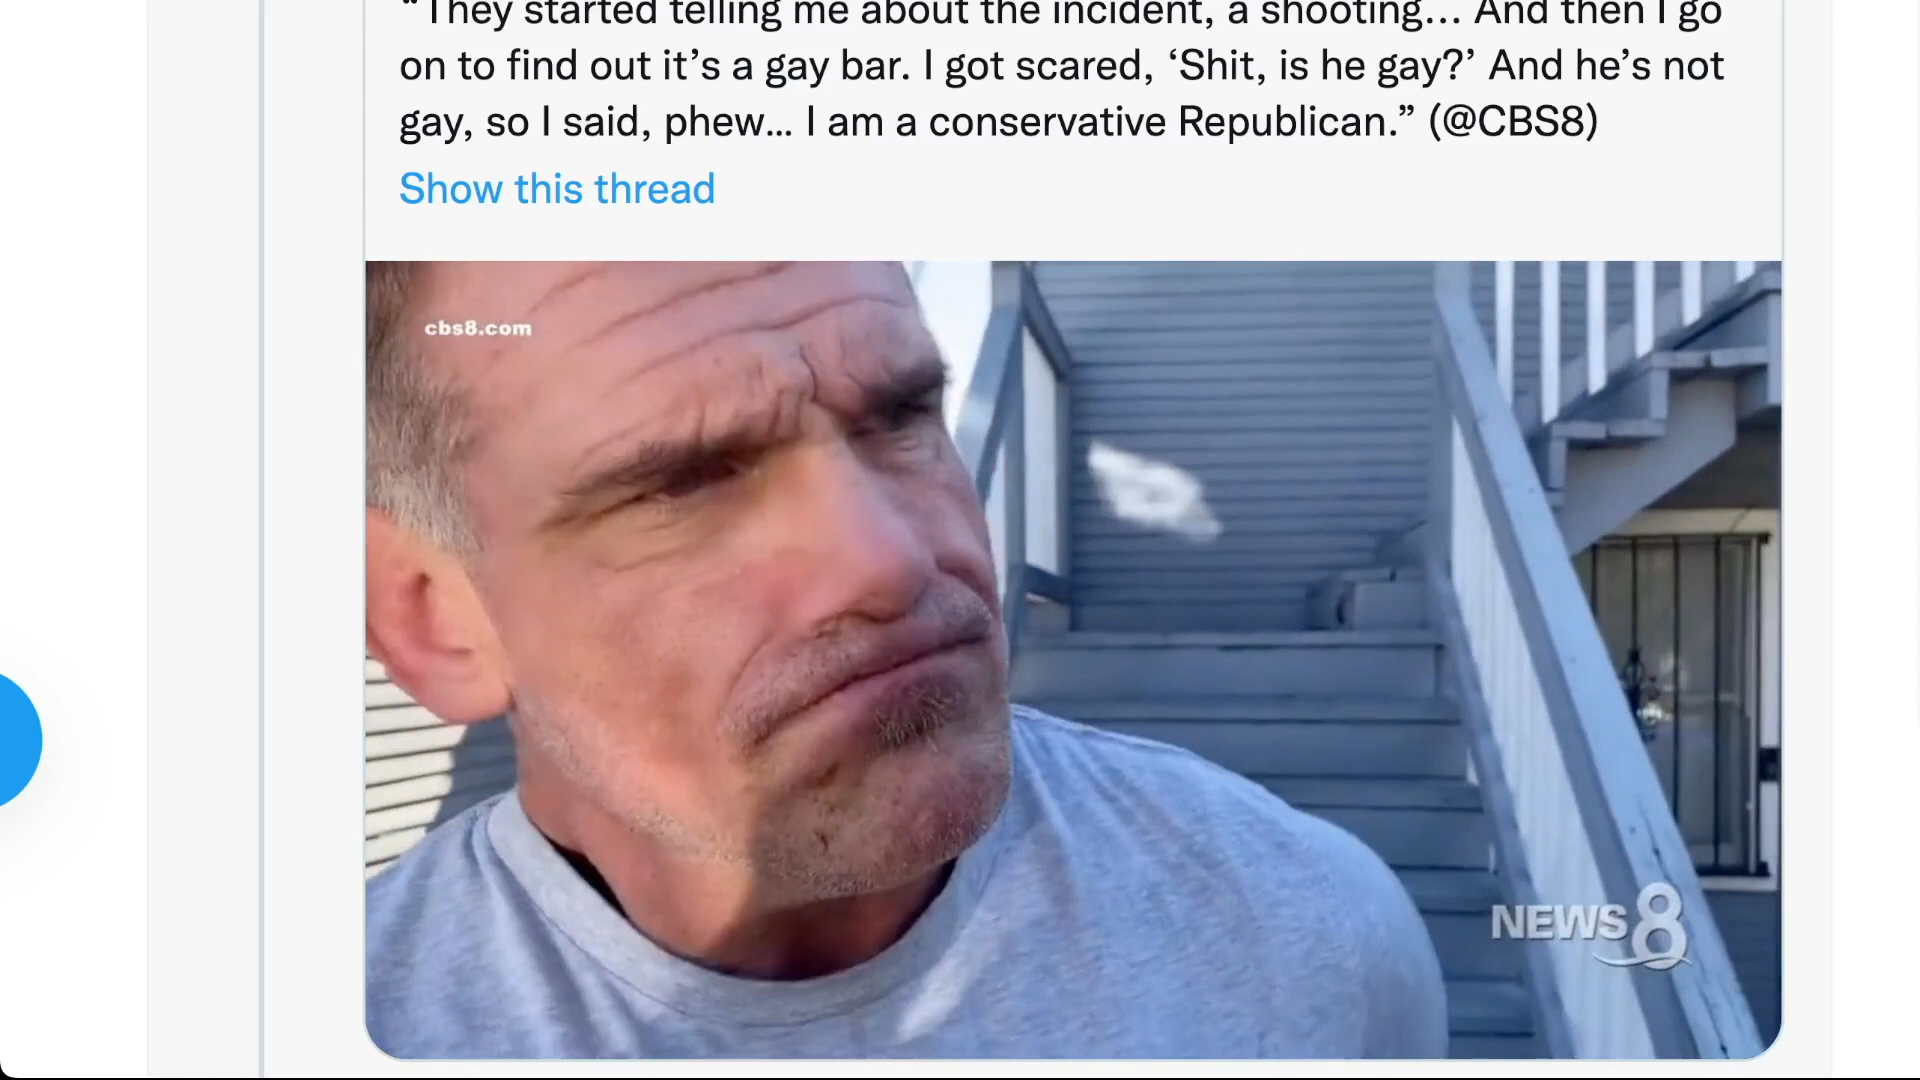 “They started telling me about the incident, a shooting... And then I go
on to find out it’s a gay bar. I got scared, ‘Shit, is he gay?’ And he’s not
gay, so I said, phew... I am a conservative Republican.” (@CBS8)
Show this thread
cbs8.com
NEWS 8